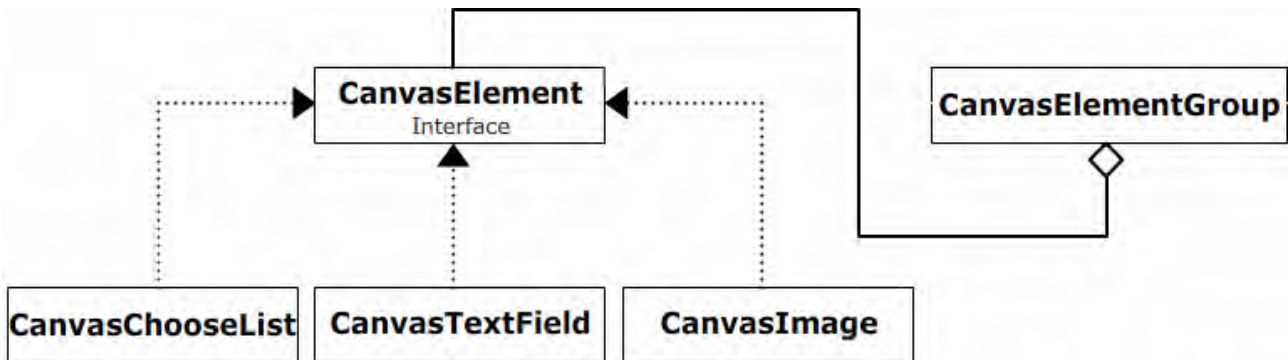 CanvasElement
Interface
CanvasElementGroup
CanvasChooseList
CanvasTextField
CanvasImage